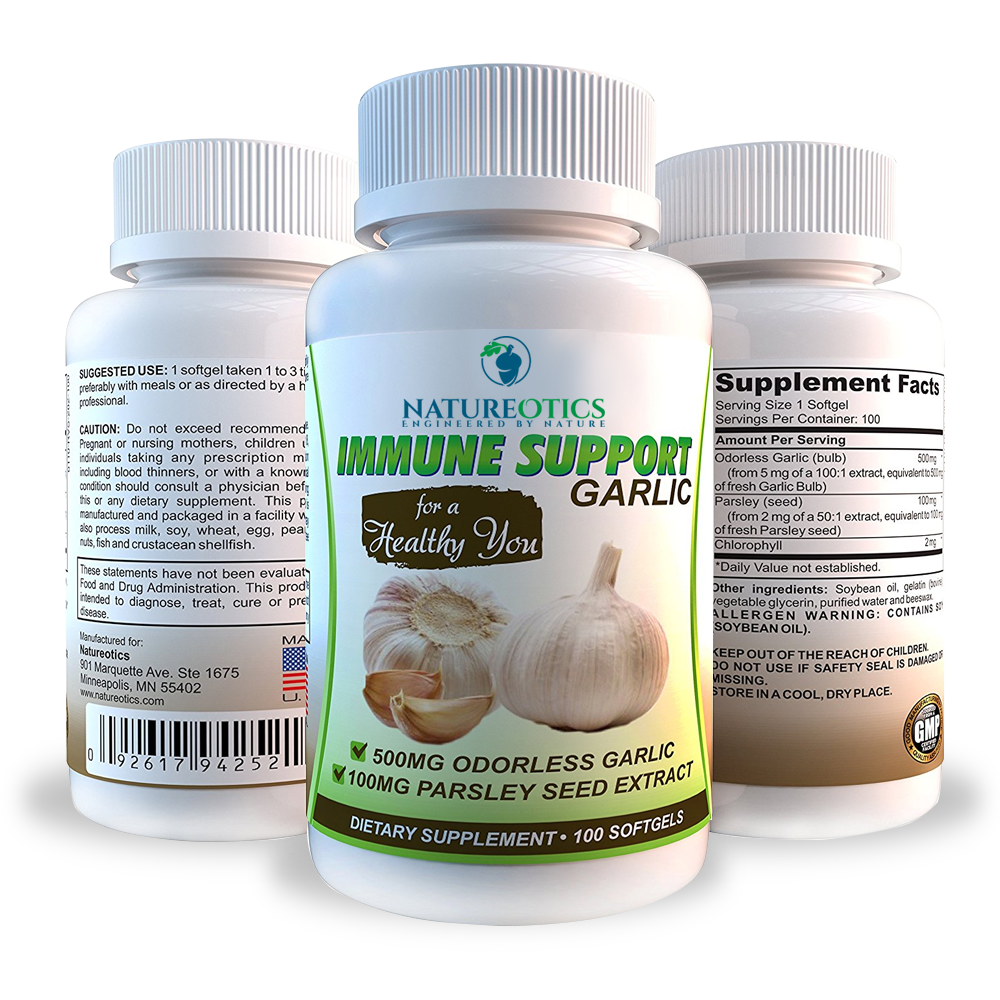 SUGGESTED USE: 1 softgel taken 1 to 3
preferably with meals or as directed by a
professional.
CAUTION: Do not exceed
Pregnant or nursing mothers, children
individuals taking any prescription
including blood thinners, or with a
condition should consult a physician
this or any dietary supplement. This
manufactured and packaged in a facility
also process milk, soy, wheat, egg,
nuts, fish and crustacean shellfish.
These statements have not been
Food and Drug Administration. This
intended to diagnose, treat, cure or
disease.
Manufactured for:
Natureotics
901 Marquette Ave. Ste 1675
Minneapolis, MN 55402
www.natureotics.com
0 92617 94252
NATUREOTICS
ENGINEERED BY NATURE
IMMUNE SUPPORT
GARLIC
for a
Healthy You
500MG ODORLESS GARLIC
100MG PARSLEY SEED EXTRACT
DIETARY SUPPLEMENT • 100 SOFTGELS
Supplement Facts
Serving Size 1 Softgel
Servings Per Container: 100
Amount Per Serving
Odorless Garlic (bulb) 500mg *
(from 5 mg of a 100:1 extract, equivalent to 500mg
of fresh Garlic Bulb)
Parsley (seed) 100mg *
(from 2 mg of a 50:1 extract, equivalent to 100 mg
of fresh Parsley seed)
Chlorophyll 2mg *
*Daily Value not established.
Other ingredients: Soybean oil, gelatin (bovine)
vegetable glycerin, purified water and beeswax.
ALLERGEN WARNING: CONTAINS SOY
(SOYBEAN OIL).
KEEP OUT OF THE REACH OF CHILDREN.
DO NOT USE IF SAFETY SEAL IS DAMAGED OR
MISSING.
STORE IN A COOL, DRY PLACE.
GMP